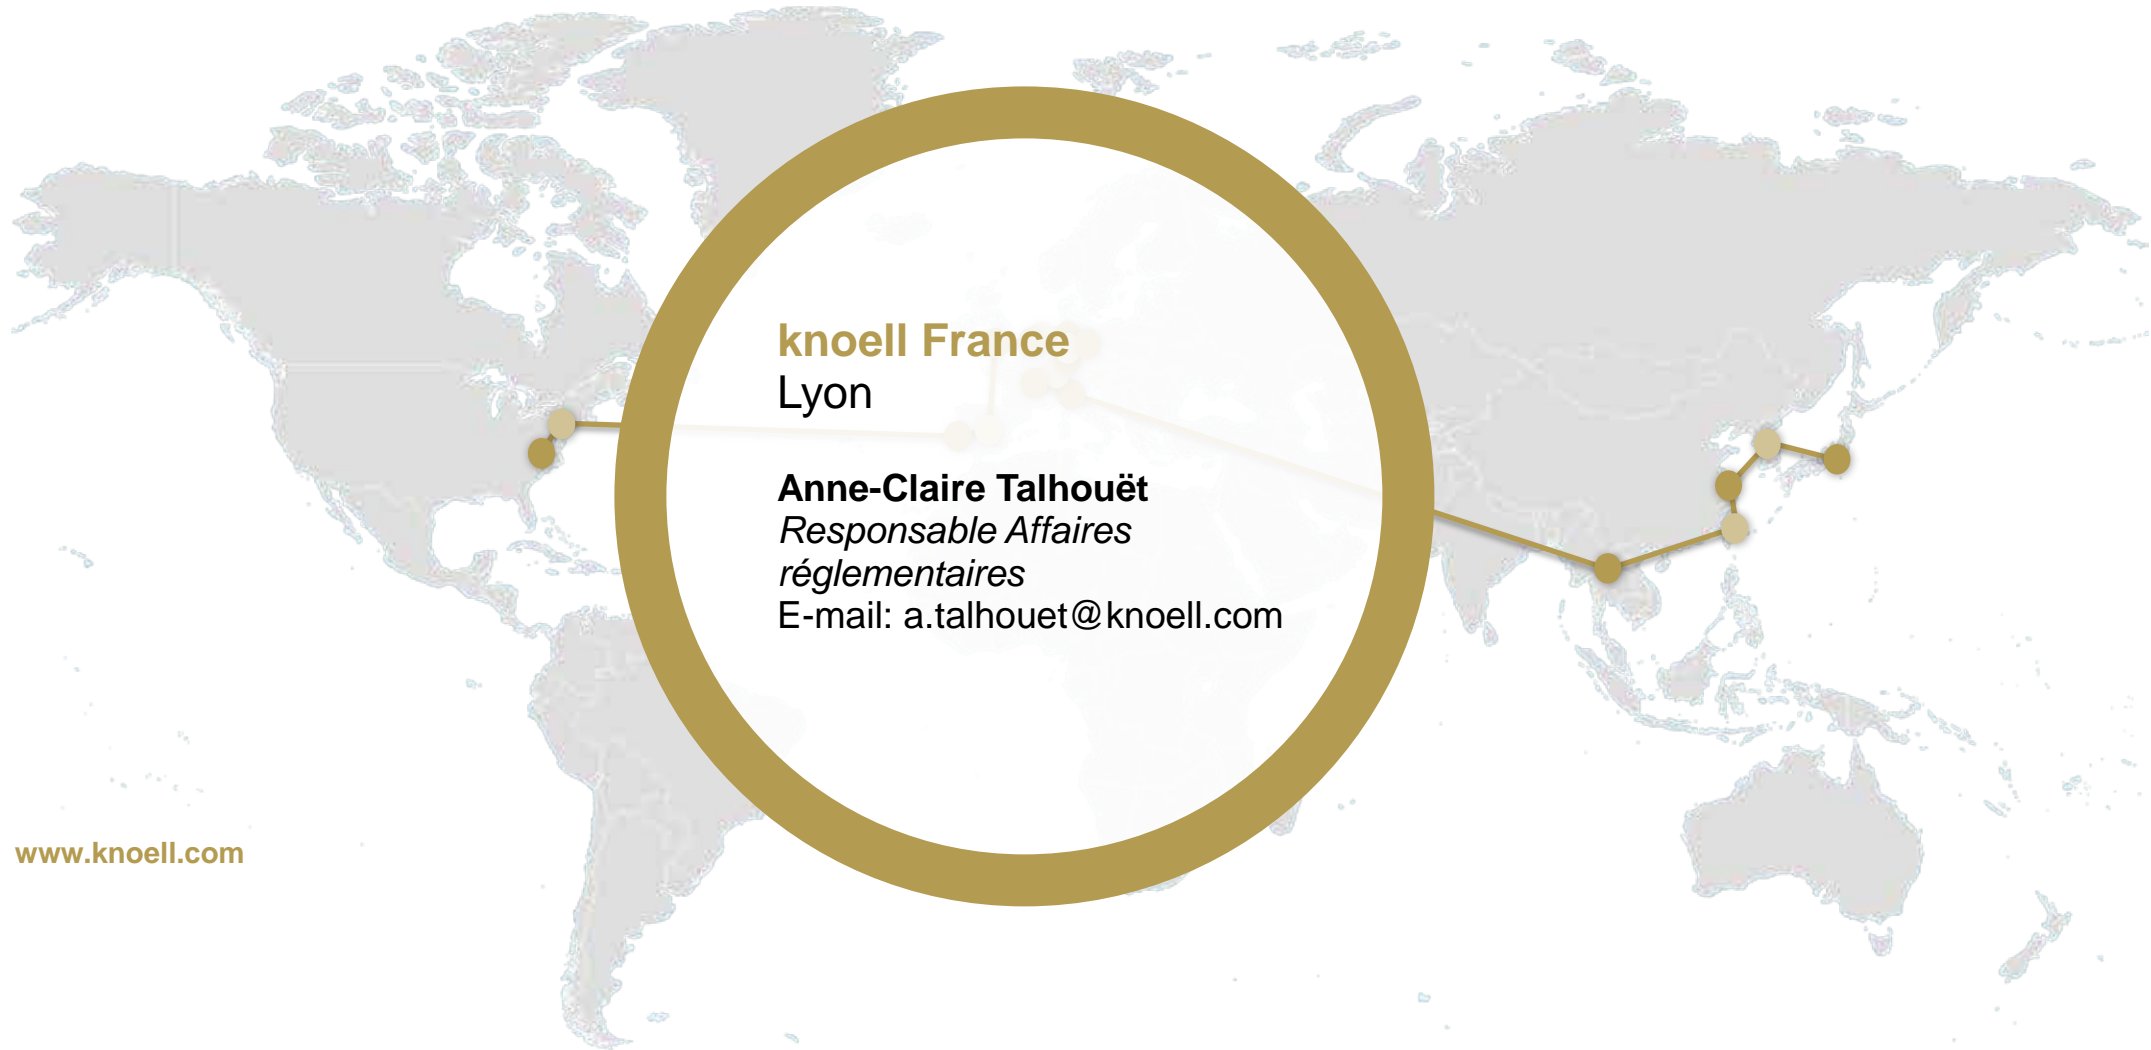 knoell France
Lyon
Anne-Claire Talhouët
Responsable Affaires
réglementaires
E-mail: a.talhouet@knoell.com
www.knoell.com